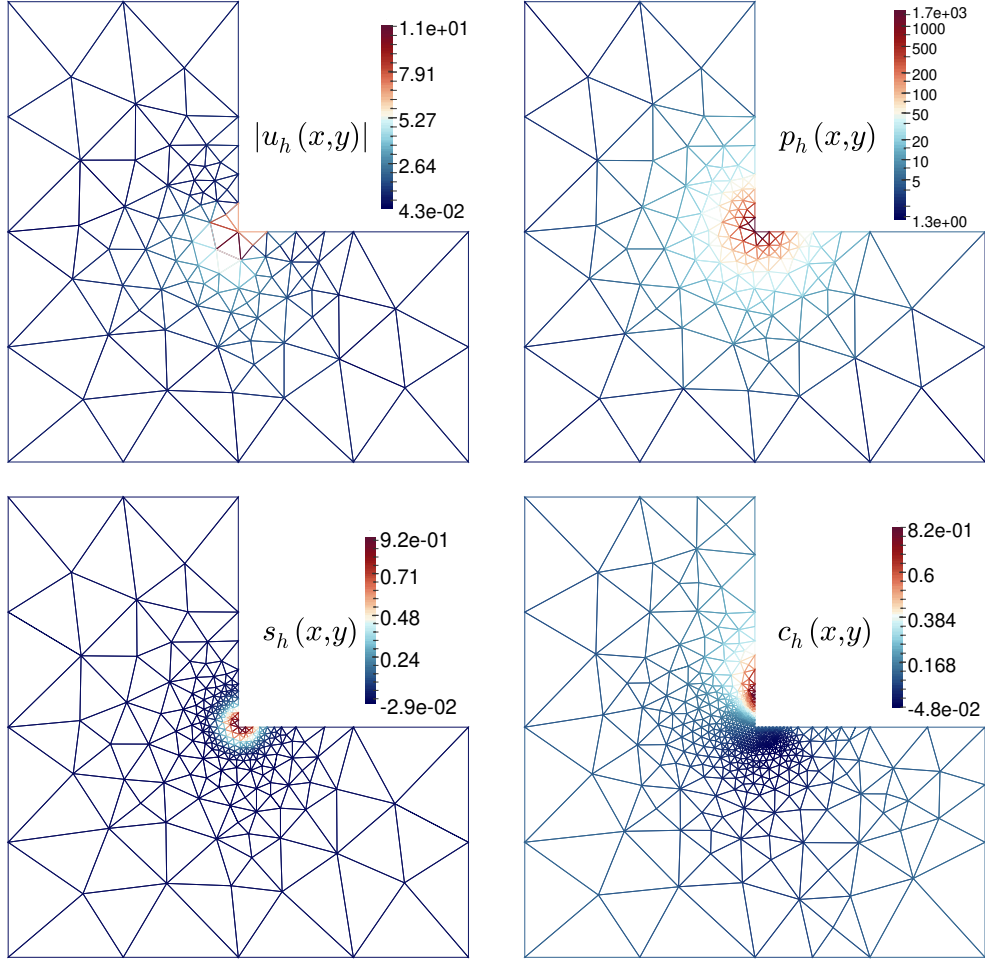 1.1e+01
7.91
|u_h(x,y)|
5.27
2.64
4.3e-02
1.7e+03
1000
500
200
100
p_h(x,y)
50
20
10
5
1.3e+00
9.2e-01
0.71
s_h(x,y)
0.48
0.24
-2.9e-02
8.2e-01
0.6
c_h(x,y)
0.384
0.168
-4.8e-02